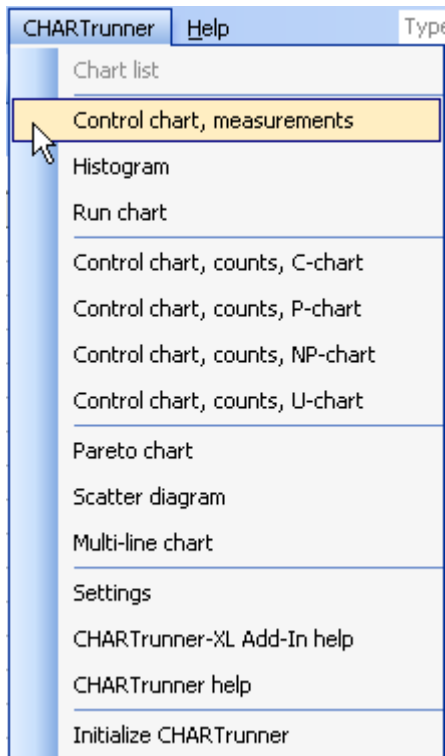 CHARTrunner Help Type
Chart list
Control chart, measurements
Histogram
Run chart
Control chart, counts, C-chart
Control chart, counts, P-chart
Control chart, counts, NP-chart
Control chart, counts, U-chart
Pareto chart
Scatter diagram
Multi-line chart
Settings
CHARTrunner-XL Add-In help
CHARTrunner help
Initialize CHARTrunner